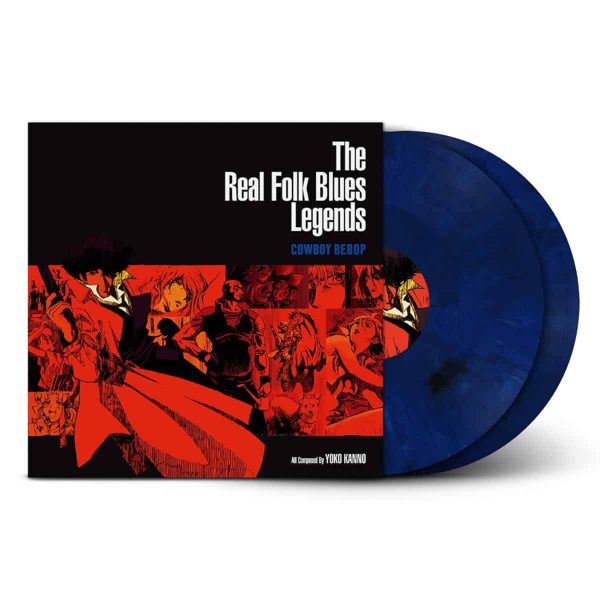 The
Real Folk Blues
Legends
COWBOY BEBOP
All Composed By YOKO KANNO